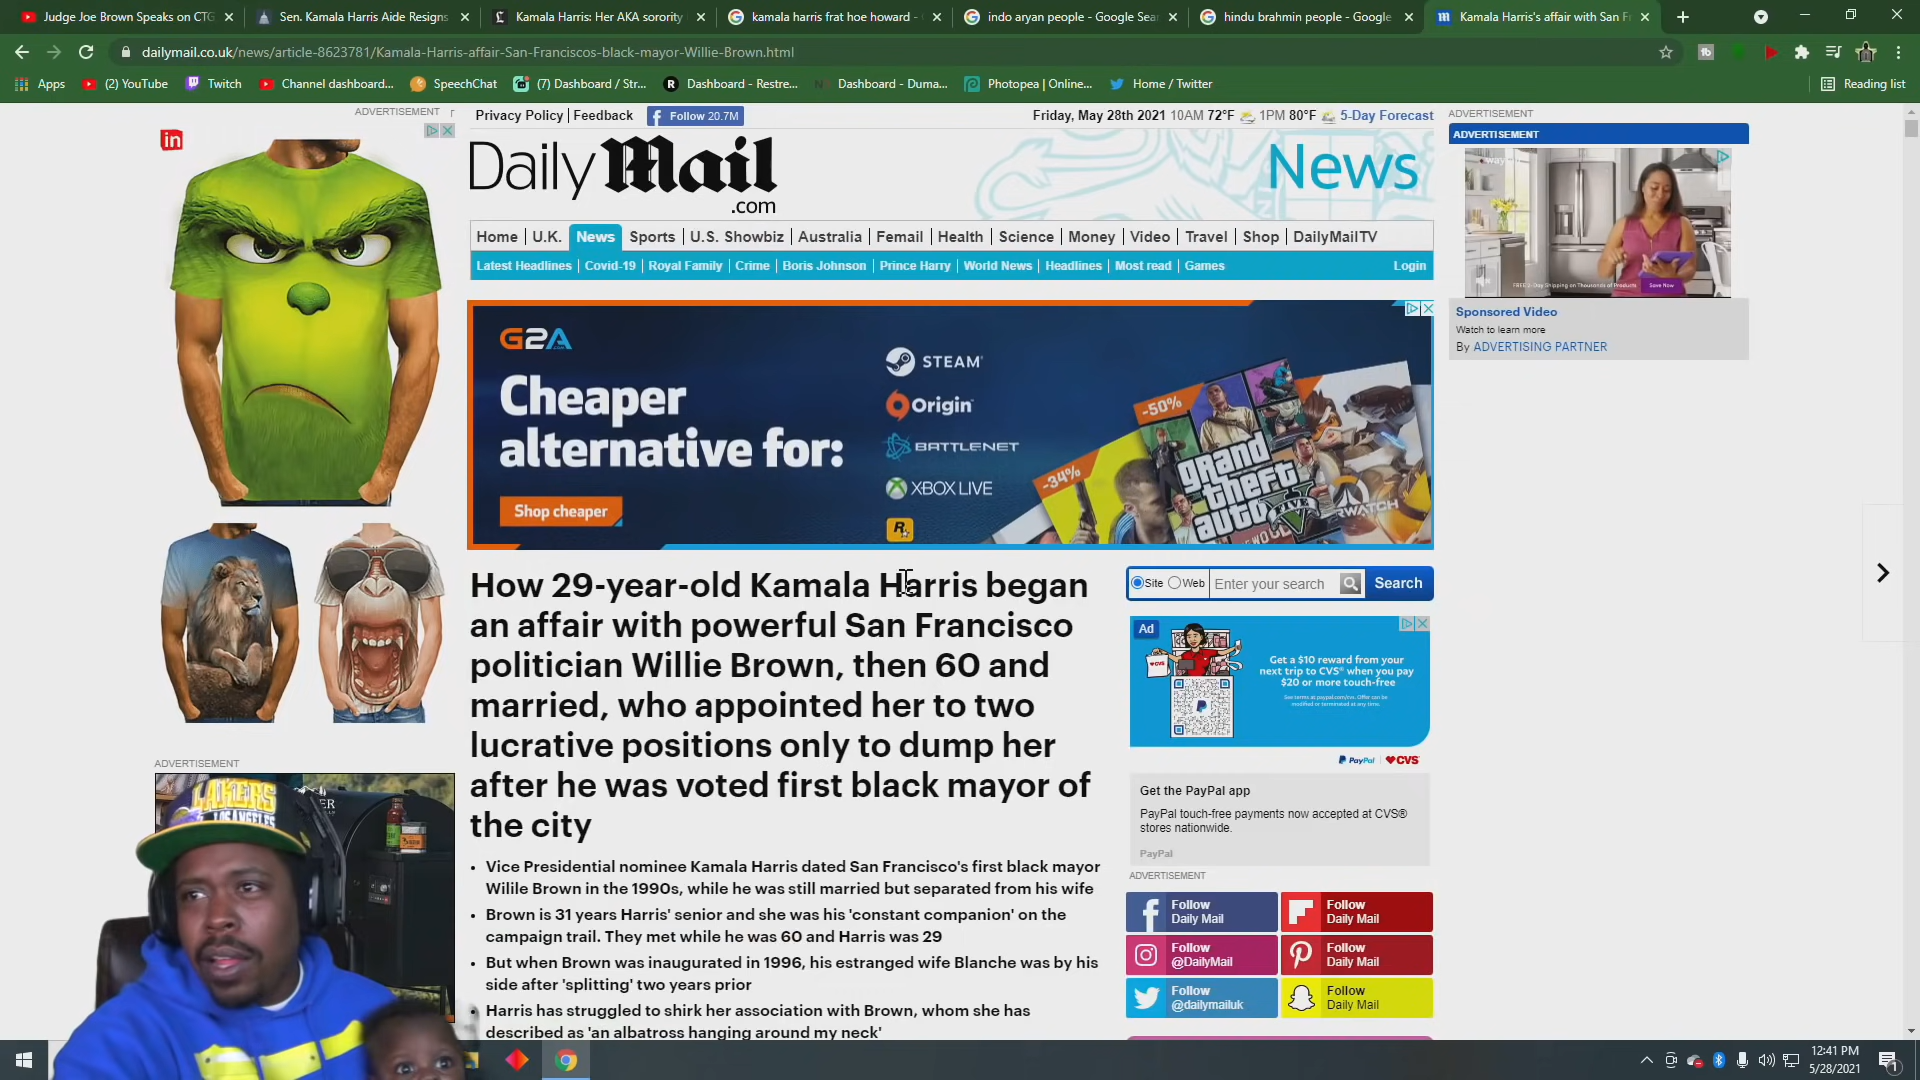 Judge Joe Brown Speaks on CTG
Sen. Kamala Harris Aide Resigns
Kamala Harris: Her AKA sorority
kamala harris frat hoe howard -
indo aryan people - Google Sear
hindu brahmin people - Google
Kamala Harris's affair with San F
dailymail.co.uk/news/article-8623781/Kamala-Harris-affair-San-Franciscos-black-mayor-Willie-Brown.html
Apps
(2) YouTube
Twitch
Channel dashboard...
SpeechChat
(7) Dashboard / Str...
Dashboard - Restre...
Dashboard - Duma...
Photopea | Online...
Home / Twitter
Reading list
ADVERTISEMENT
Privacy Policy | Feedback
Follow 20.7M
Friday, May 28th 2021 10AM 72°F 1PM 80°F 5-Day Forecast
ADVERTISEMENT
ADVERTISEMENT
in
Daily Mail
.com
News
Home | U.K. | News | Sports | U.S. Showbiz | Australia | Femail | Health | Science | Money | Video | Travel | Shop | DailyMailTV
Latest Headlines | Covid-19 | Royal Family | Crime | Boris Johnson | Prince Harry | World News | Headlines | Most read | Games
Login
FREE 2-Day Shipping on Thousands of Products
Save Now
Sponsored Video
Watch to learn more
By ADVERTISING PARTNER
G2A
.com
Cheaper
alternative for:
Shop cheaper
STEAM
Origin
BATTLENET
XBOX LIVE
R
-50%
-34%
grand
theft
auto
V
How 29-year-old Kamala Harris began
an affair with powerful San Francisco
politician Willie Brown, then 60 and
married, who appointed her to two
lucrative positions only to dump her
after he was voted first black mayor of
the city
Site
Web
Enter your search
Search
Ad
Get a $10 reward from your
next trip to CVS® when you pay
$20 or more touch-free
PayPal
CVS
Get the PayPal app
PayPal touch-free payments now accepted at CVS®
stores nationwide.
PayPal
ADVERTISEMENT
ADVERTISEMENT
LAKERS
LOS ANGELES
• Vice Presidential nominee Kamala Harris dated San Francisco's first black mayor
Wilile Brown in the 1990s, while he was still married but separated from his wife
• Brown is 31 years Harris' senior and she was his 'constant companion' on the
campaign trail. They met while he was 60 and Harris was 29
• But when Brown was inaugurated in 1996, his estranged wife Blanche was by his
side after 'splitting' two years prior
• Harris has struggled to shirk her association with Brown, whom she has
described as 'an albatross hanging around my neck'
Follow
Daily Mail
Follow
Daily Mail
Follow
@DailyMail
Follow
Daily Mail
Follow
@dailymailuk
Follow
Daily Mail
12:41 PM
5/28/2021
1